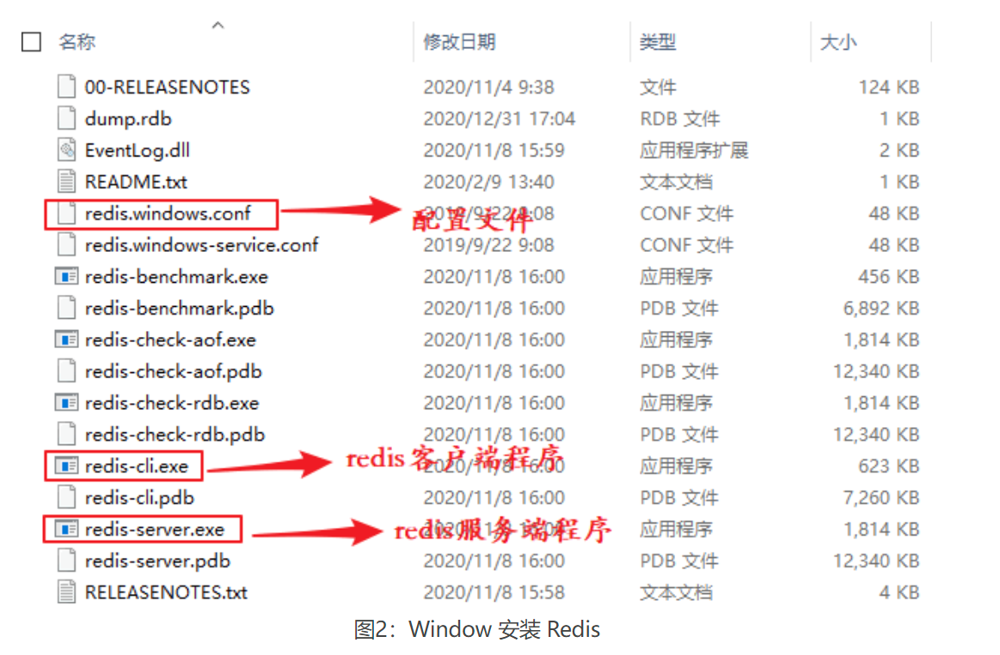 名称 修改日期 类型 大小
00-RELEASENOTES 2020/11/4 9:38 文件 124 KB
dump.rdb 2020/12/31 17:04 RDB 文件 1 KB
EventLog.dll 2020/11/8 15:59 应用程序扩展 2 KB
README.txt 2020/2/9 13:40 文本文档 1 KB
redis.windows.conf 配置文件 2019/9/22 9:08 CONF 文件 48 KB
redis.windows-service.conf 2019/9/22 9:08 CONF 文件 48 KB
redis-benchmark.exe 2020/11/8 16:00 应用程序 456 KB
redis-benchmark.pdb 2020/11/8 16:00 PDB 文件 6,892 KB
redis-check-aof.exe 2020/11/8 16:00 应用程序 1,814 KB
redis-check-aof.pdb 2020/11/8 16:00 PDB 文件 12,340 KB
redis-check-rdb.exe 2020/11/8 16:00 应用程序 1,814 KB
redis-check-rdb.pdb 2020/11/8 16:00 PDB 文件 12,340 KB
redis-cli.exe redis客户端程序 2020/11/8 16:00 应用程序 623 KB
redis-cli.pdb 2020/11/8 16:00 PDB 文件 7,260 KB
redis-server.exe redis服务端程序 应用程序 1,814 KB
redis-server.pdb 2020/11/8 16:00 PDB 文件 12,340 KB
RELEASENOTES.txt 2020/11/8 15:58 文本文档 4 KB
图2：Window 安装 Redis